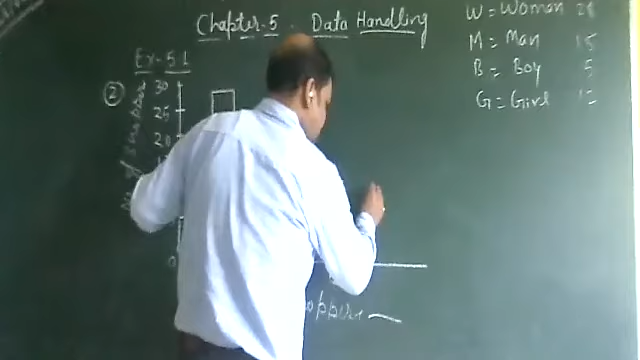 Chapter-5 Data Handling
W = Woman 28
M = Man 15
B = Boy 5
G = Girl 12
Ex-5.1
② 30
25
20
0